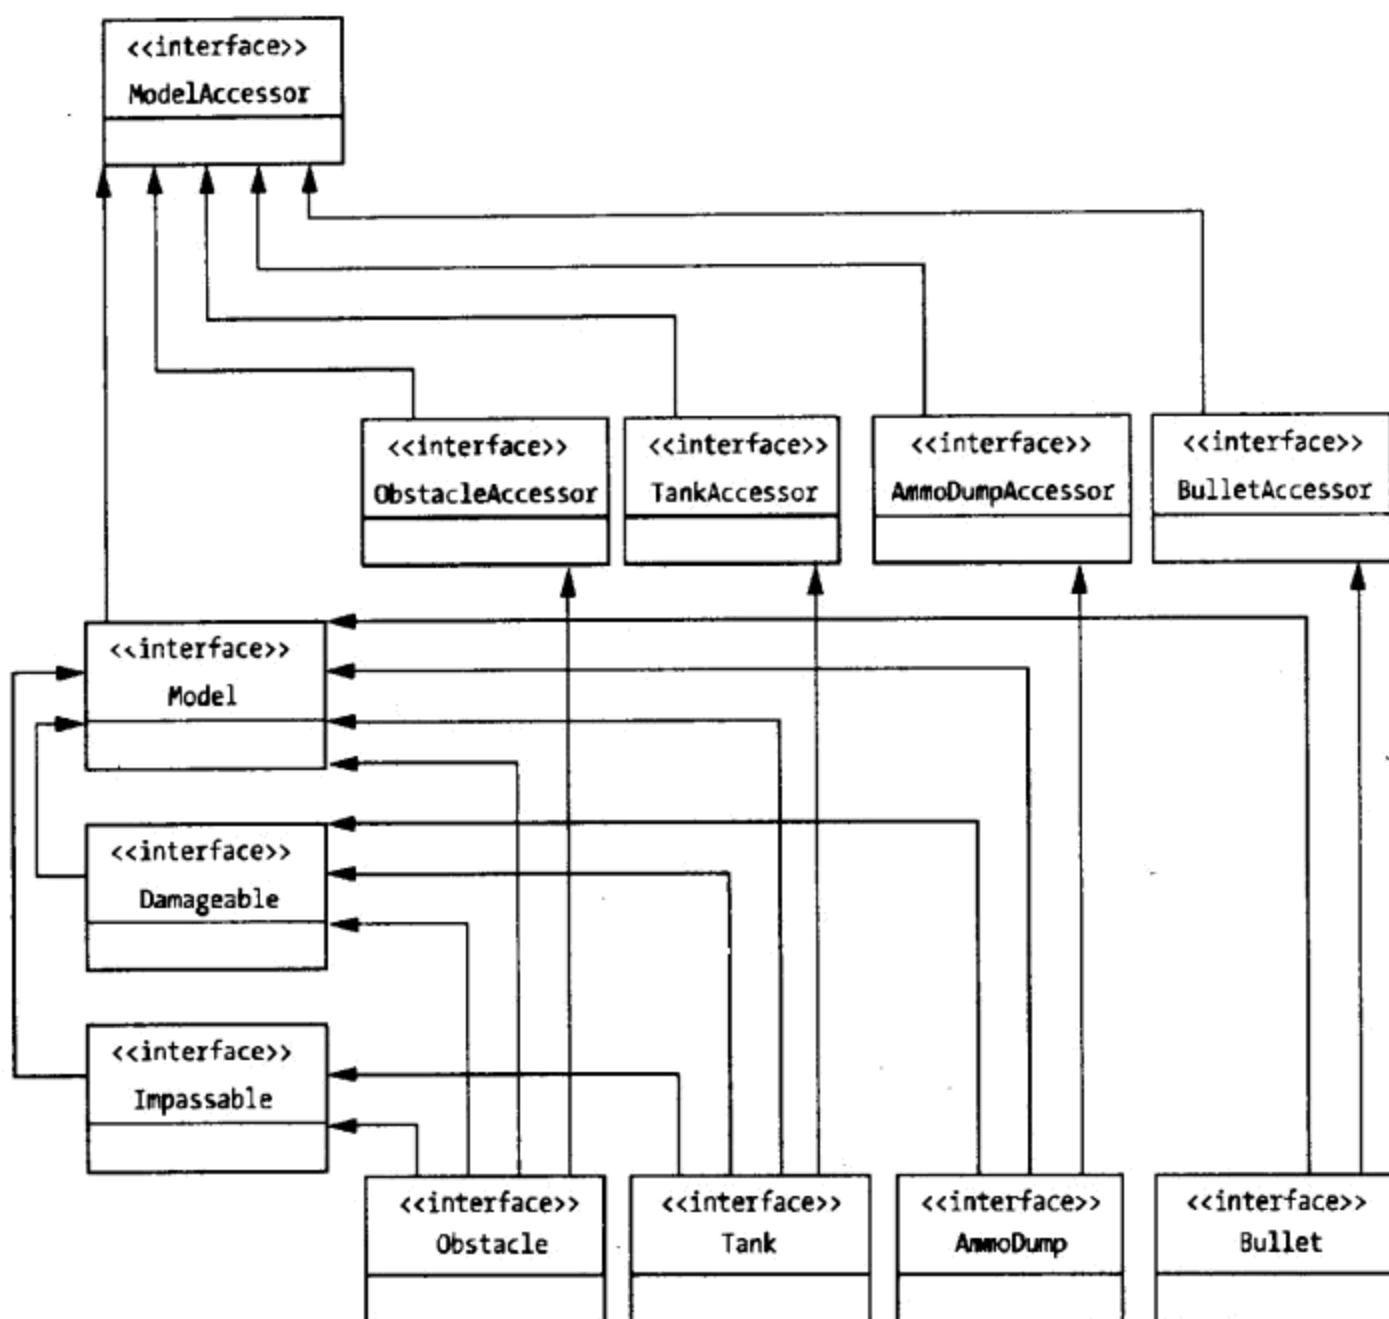 <<interface>>
ModelAccessor
<<interface>>
ObstacleAccessor
<<interface>>
TankAccessor
<<interface>>
AmmoDumpAccessor
<<interface>>
BulletAccessor
<<interface>>
Model
<<interface>>
Damageable
<<interface>>
Impassable
<<interface>>
Obstacle
<<interface>>
Tank
<<interface>>
AmmoDump
<<interface>>
Bullet